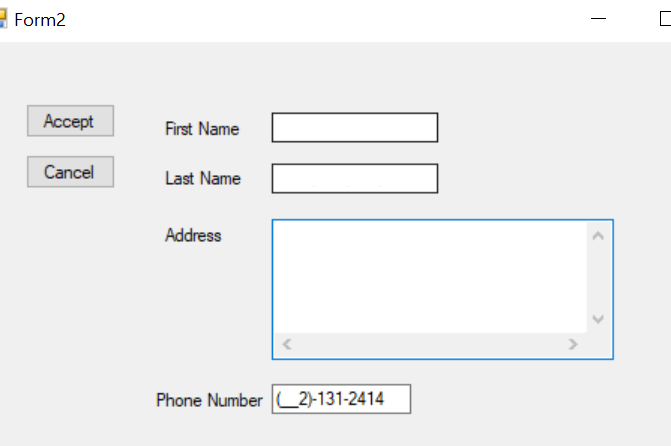 Form2
Accept
First Name
Cancel
Last Name
Address
Phone Number (__2)-131-2414